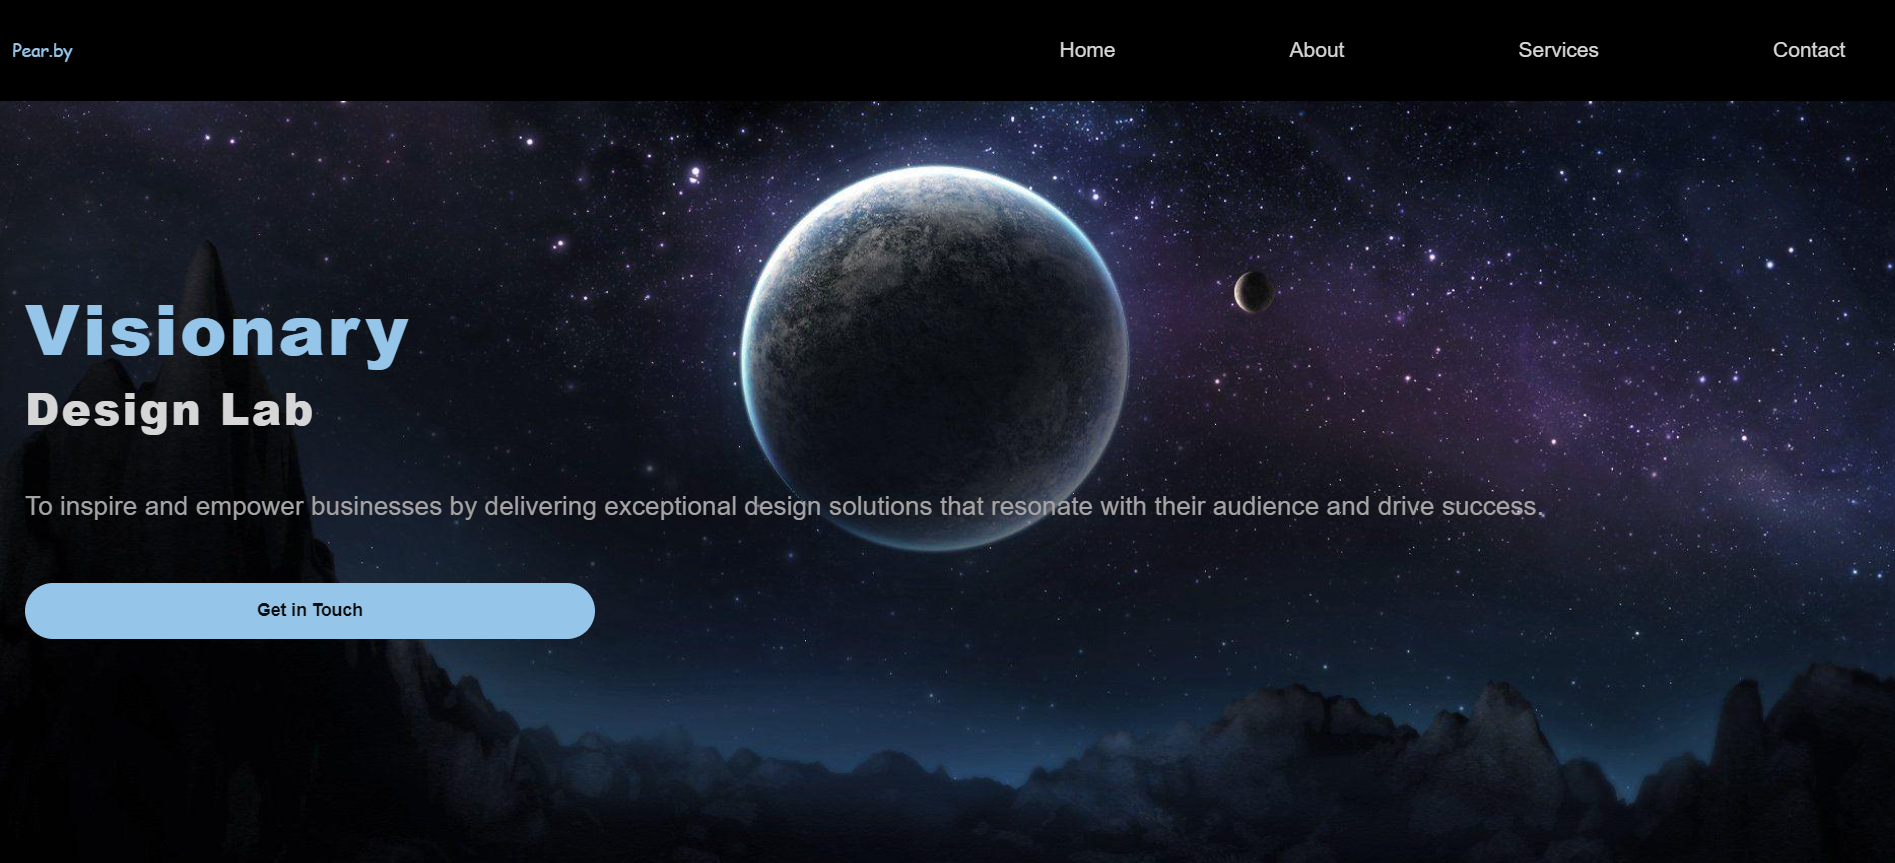 Pear.by
Home About Services Contact
Visionary
Design Lab
To inspire and empower businesses by delivering exceptional design solutions that resonate with their audience and drive success.
Get in Touch